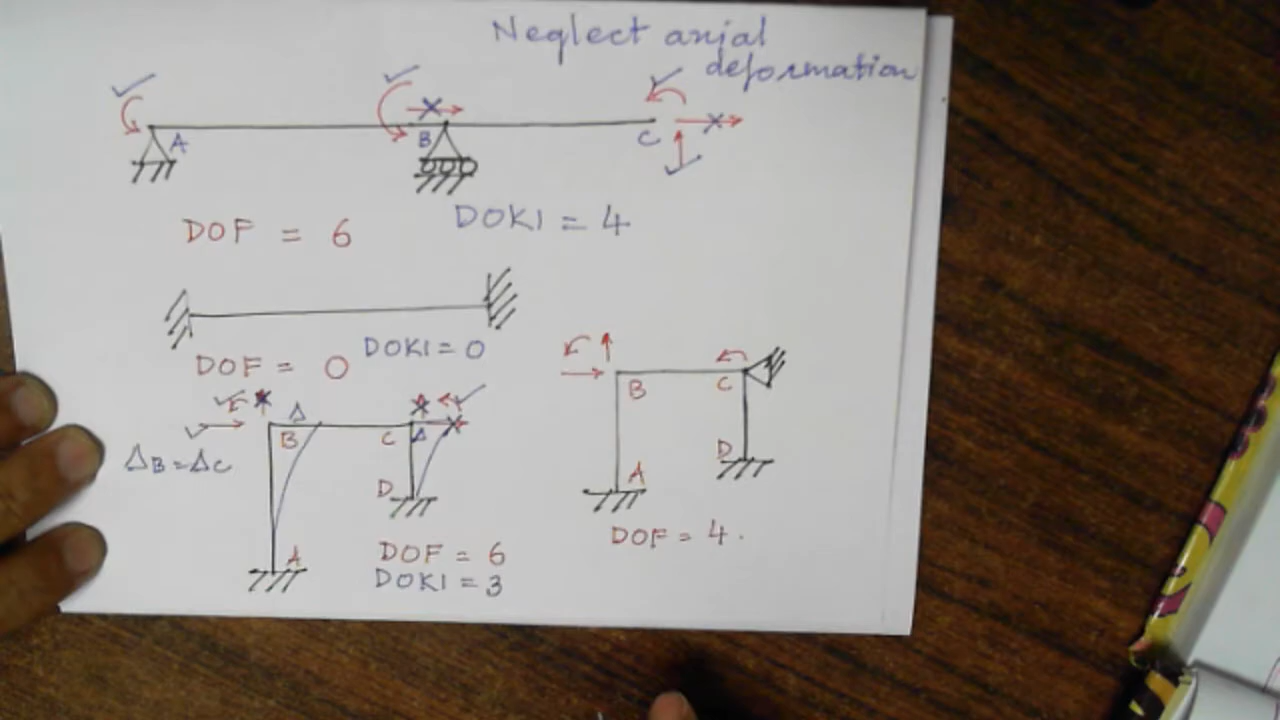 Neglect axial
deformation
A B C
DOF = 6
DOKI = 4
DOF = 0
DOKI = 0
Δ
B C Δ
ΔB = ΔC
D
A
DOF = 6
DOKI = 3
B C
D
A
DOF = 4.